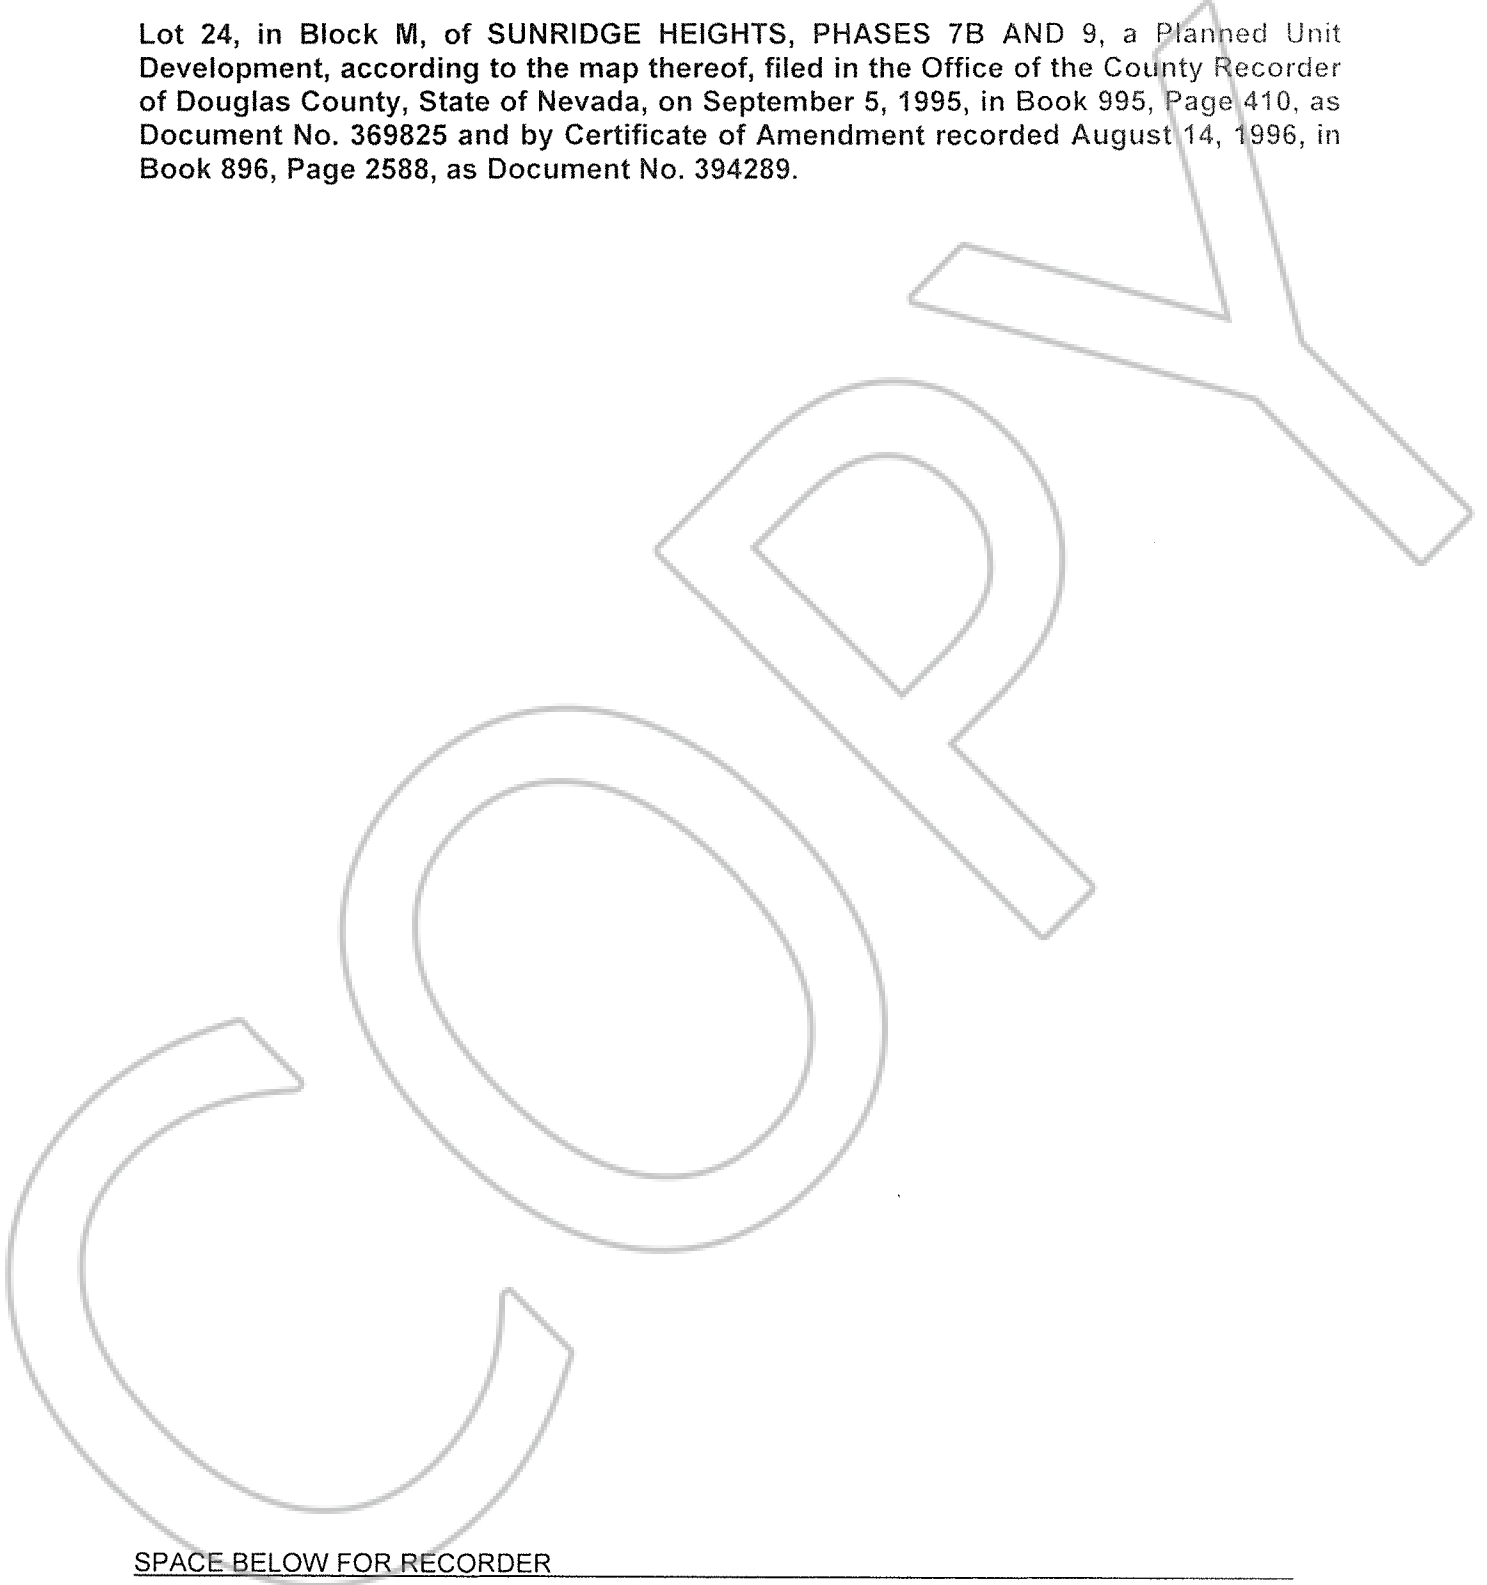 Lot 24, in Block M, of SUNRIDGE HEIGHTS, PHASES 7B AND 9, a Planned Unit
Development, according to the map thereof, filed in the Office of the County Recorder
of Douglas County, State of Nevada, on September 5, 1995, in Book 995, Page 410, as
Document No. 369825 and by Certificate of Amendment recorded August 14, 1996, in
Book 896, Page 2588, as Document No. 394289.
COPY
SPACE BELOW FOR RECORDER